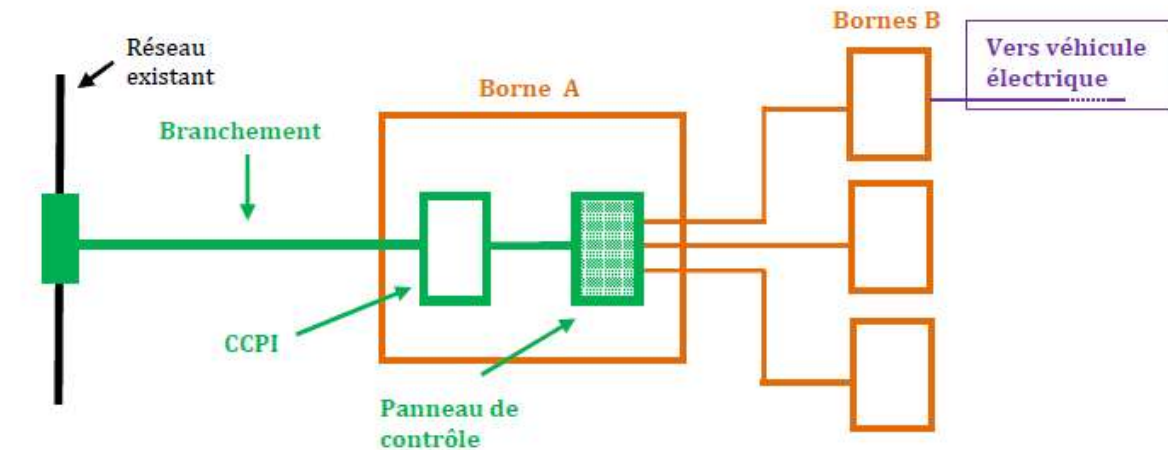 Réseau
existant
Branchement
Borne A
Bornes B
Vers véhicule
électrique
CCPI
Panneau de
contrôle